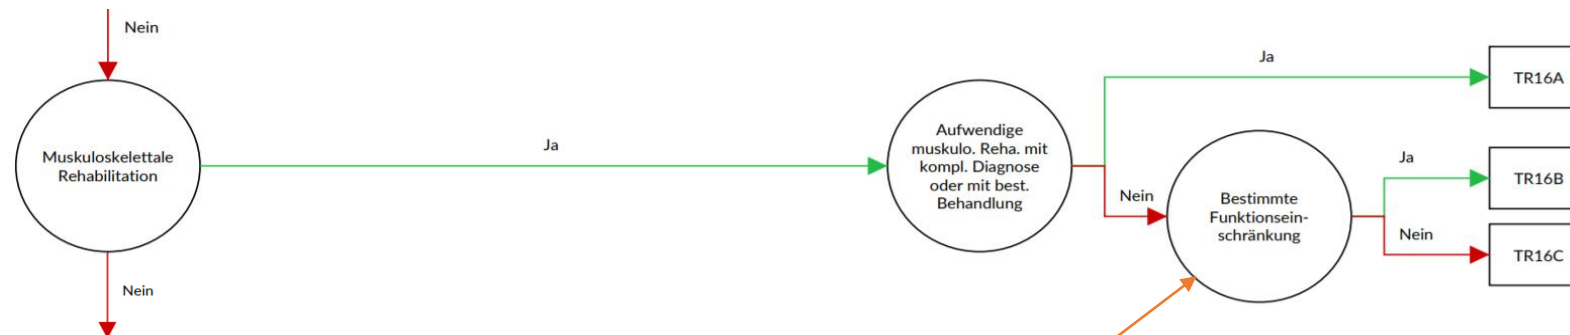 Nein
Muskuloskelettale
Rehabilitation
Nein
Ja
Aufwendige
muskulo. Reha. mit
kompl. Diagnose
oder mit best.
Behandlung
Ja
TR16A
Nein
Bestimmte
Funktionsein-
schränkung
Ja
TR16B
Nein
TR16C